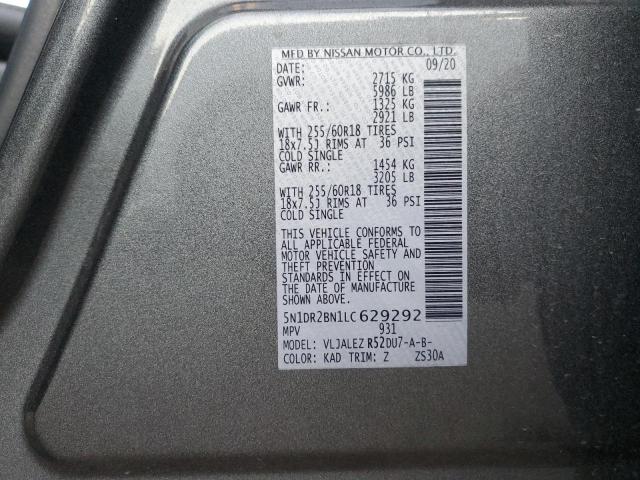 MFD BY NISSAN MOTOR CO., LTD.
DATE: 09/20
GVWR: 2715 KG
5986 LB
GAWR FR.: 1325 KG
2921 LB
WITH 255/60R18 TIRES
18x7.5J RIMS AT 36 PSI
COLD SINGLE
GAWR RR.: 1454 KG
3205 LB
WITH 255/60R18 TIRES
18x7.5J RIMS AT 36 PSI
COLD SINGLE
THIS VEHICLE CONFORMS TO
ALL APPLICABLE FEDERAL
MOTOR VEHICLE SAFETY AND
THEFT PREVENTION
STANDARDS IN EFFECT ON
THE DATE OF MANUFACTURE
SHOWN ABOVE.
5N1DR2BN1LC629292
MPV 931
MODEL: VLJALEZ R52DU7-A-B-
COLOR: KAD TRIM: Z ZS30A